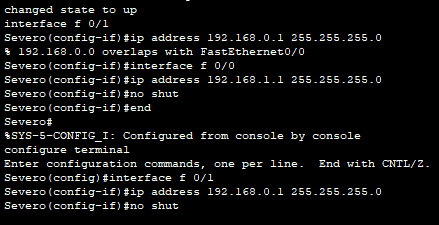 changed state to up
interface f 0/1
Severo(config-if)#ip address 192.168.0.1 255.255.255.0
% 192.168.0.0 overlaps with FastEthernet0/0
Severo(config-if)#interface f 0/0
Severo(config-if)#ip address 192.168.1.1 255.255.255.0
Severo(config-if)#no shut
Severo(config-if)#end
Severo#
%SYS-5-CONFIG_I: Configured from console by console
configure terminal
Enter configuration commands, one per line.  End with CNTL/Z.
Severo(config)#interface f 0/1
Severo(config-if)#ip address 192.168.0.1 255.255.255.0
Severo(config-if)#no shut